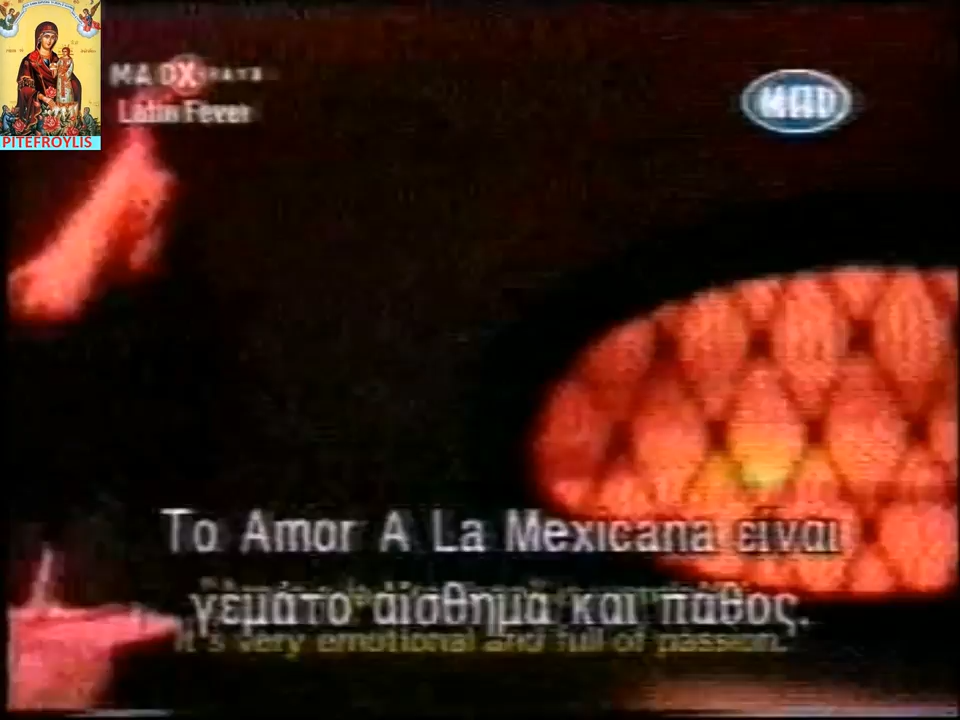 Latin Fever
MAD
PITEFROYLIS
Το Amor A La Mexicana είναι
γεμάτο αίσθημα και πάθος.
It's very emotional and full of passion.